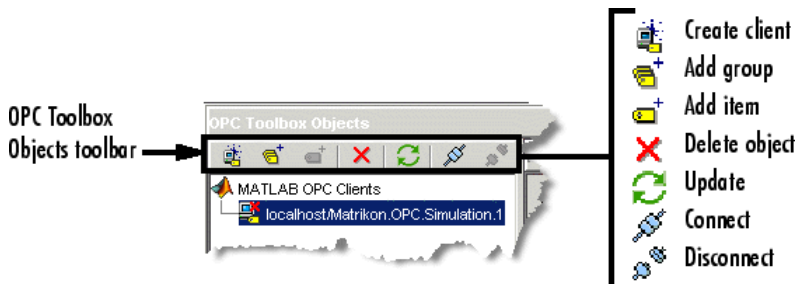 OPC Toolbox
Objects toolbar
OPC Toolbox Objects
MATLAB OPC Clients
localhost/Matrikon.OPC.Simulation.1
Create client
Add group
Add item
Delete object
Update
Connect
Disconnect